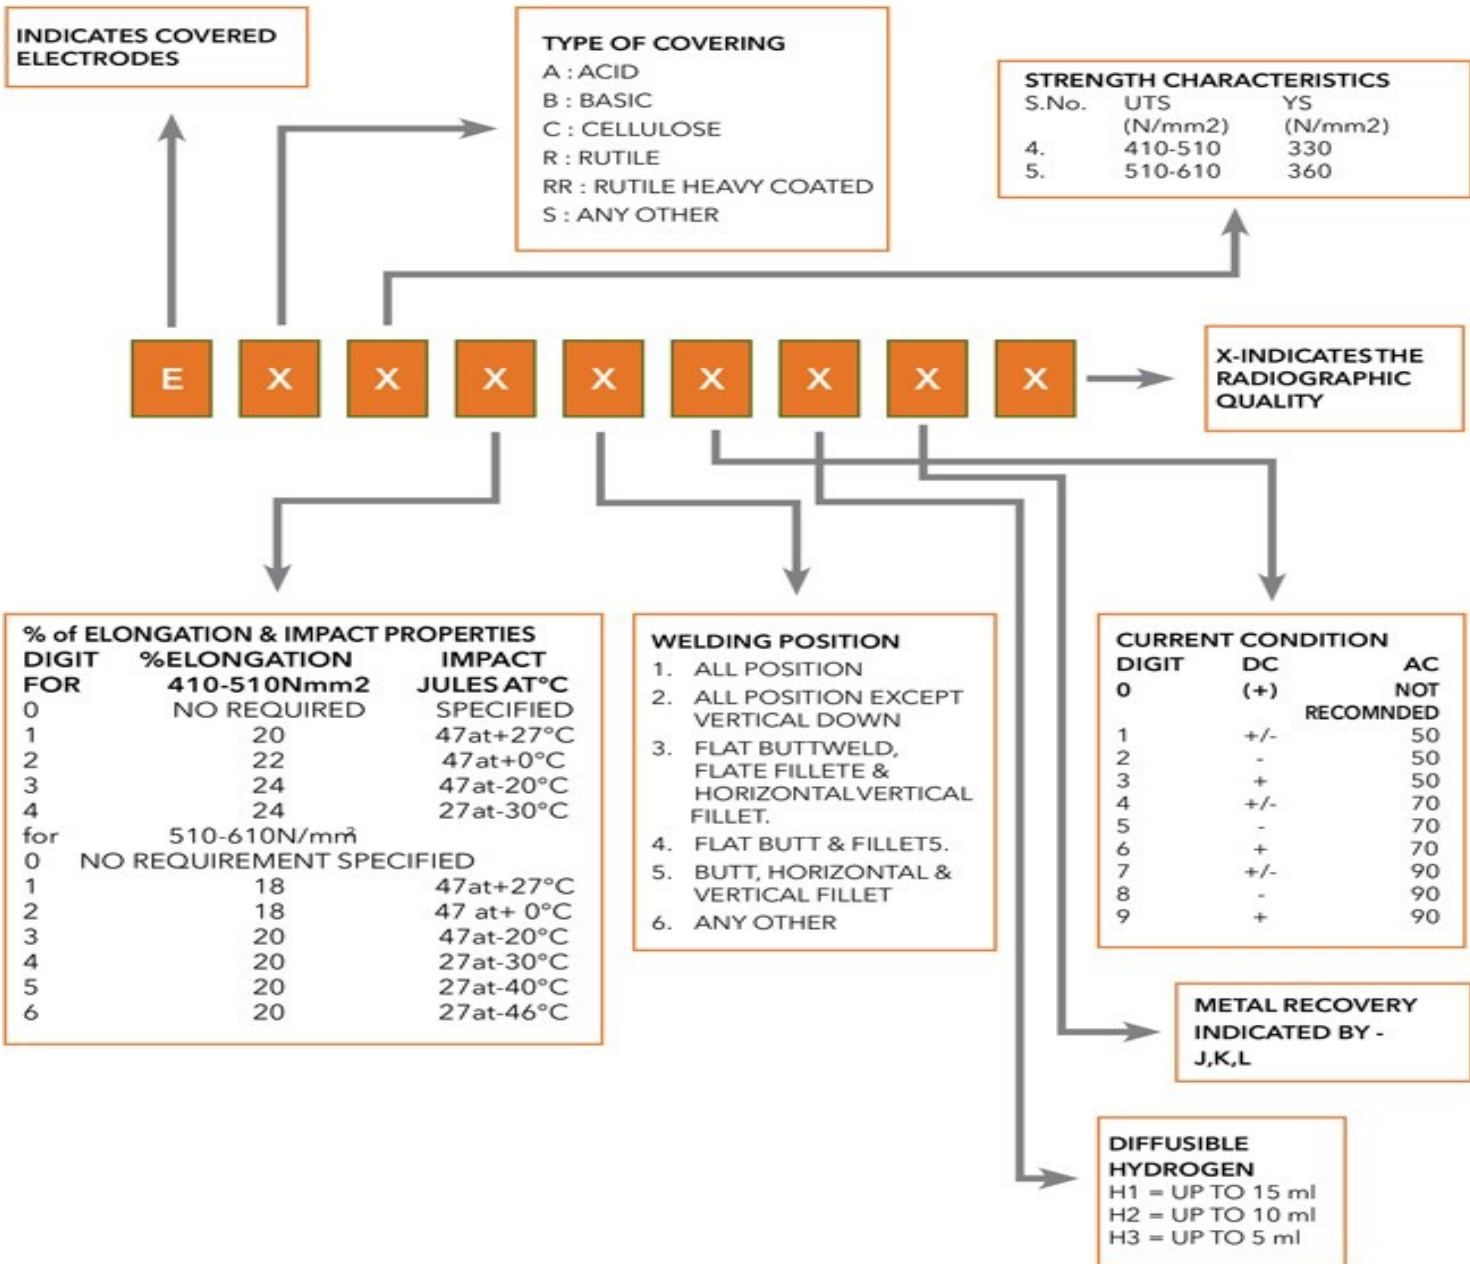 INDICATES COVERED
ELECTRODES
TYPE OF COVERING
A : ACID
B : BASIC
C : CELLULOSE
R : RUTILE
RR : RUTILE HEAVY COATED
S : ANY OTHER
STRENGTH CHARACTERISTICS
S.No. UTS YS
(N/mm2) (N/mm2)
4. 410-510 330
5. 510-610 360
E X X X X X X X X
X-INDICATES THE
RADIOGRAPHIC
QUALITY
% of ELONGATION & IMPACT PROPERTIES
DIGIT %ELONGATION IMPACT
FOR 410-510Nmm2 JULES AT°C
0 NO REQUIRED SPECIFIED
1 20 47at+27°C
2 22 47at+0°C
3 24 47at-20°C
4 24 27at-30°C
for 510-610N/mm²
0 NO REQUIREMENT SPECIFIED
1 18 47at+27°C
2 18 47 at+ 0°C
3 20 47at-20°C
4 20 27at-30°C
5 20 27at-40°C
6 20 27at-46°C
WELDING POSITION
1. ALL POSITION
2. ALL POSITION EXCEPT
VERTICAL DOWN
3. FLAT BUTTWELD,
FLATE FILLETE &
HORIZONTALVERTICAL
FILLET.
4. FLAT BUTT & FILLET5.
5. BUTT, HORIZONTAL &
VERTICAL FILLET
6. ANY OTHER
CURRENT CONDITION
DIGIT DC AC
0 (+) NOT
RECOMNDED
1 +/- 50
2 - 50
3 + 50
4 +/- 70
5 - 70
6 + 70
7 +/- 90
8 - 90
9 + 90
METAL RECOVERY
INDICATED BY -
J,K,L
DIFFUSIBLE
HYDROGEN
H1 = UP TO 15 ml
H2 = UP TO 10 ml
H3 = UP TO 5 ml